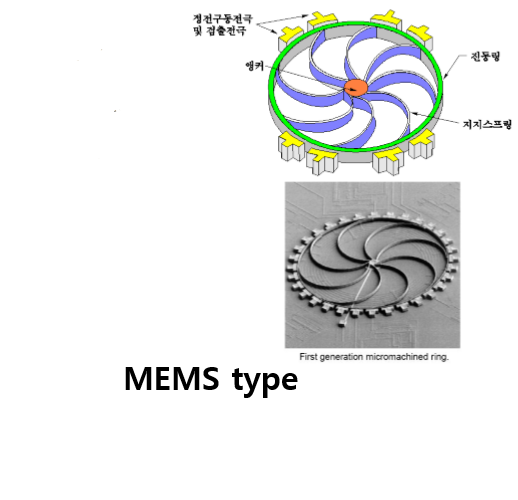 정전구동전극
및 검출전극
앵커
진동링
지지스프링
First generation micromachined ring.
MEMS type